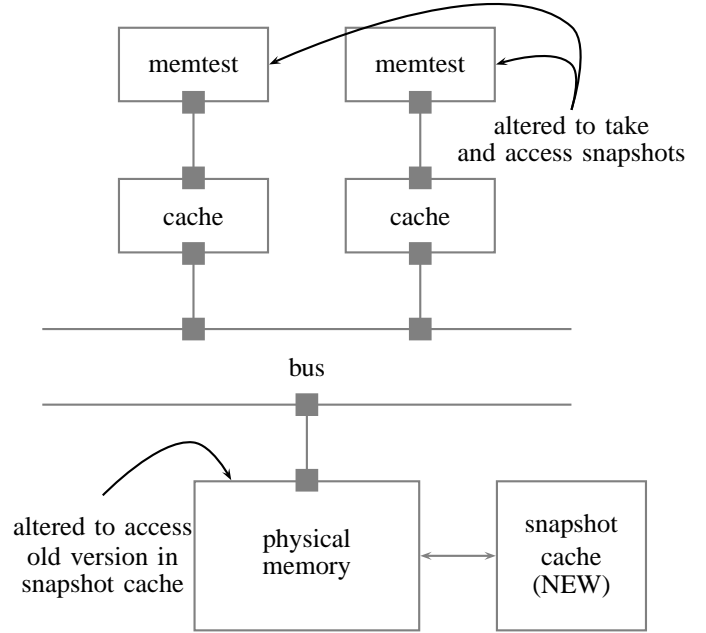 memtest
memtest
altered to take
and access snapshots
cache
cache
bus
altered to access
old version in
snapshot cache
physical
memory
snapshot
cache
(NEW)